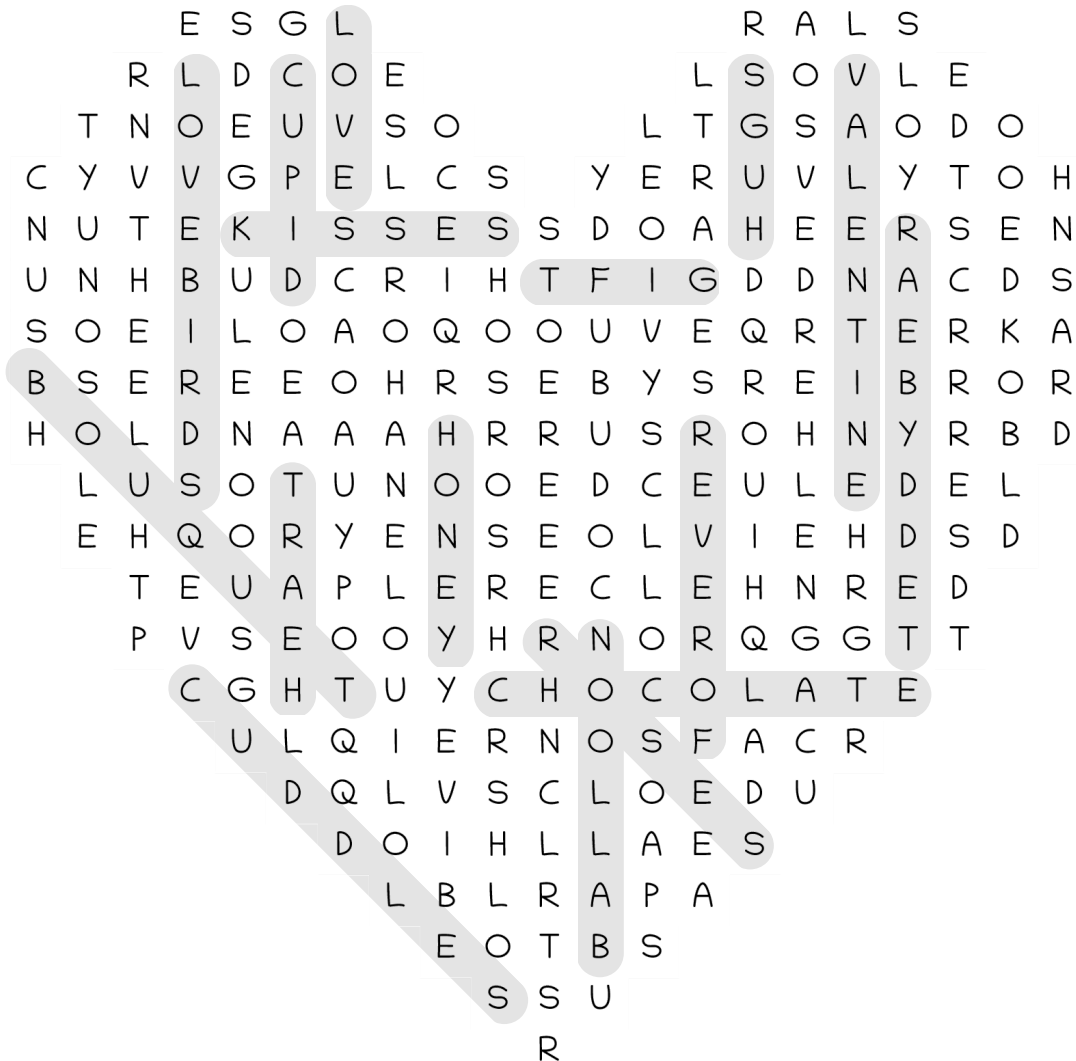 E S G L R A L S
R L D C O E L S O V L E
T N O E U V S O L T G S A O D O
C Y V V G P E L C S Y E R U V L Y T O H
N U T E K I S S E S S D O A H E E R S E N
U N H B U D C R I H T F I G D D N A C D S
S O E I L O A O Q O O U V E Q R T E R K A
B S E R E E O H R S E B Y S R E I B R O R
H O L D N A A A H R R U S R O H N Y R B D
L U S O T U N O O E D C E U L E D E L
E H Q O R Y E N S E O L V I E H D S D
T E U A P L E R E C L E H N R E D
P V S E O O Y H R N O R Q G G T T
C G H T U Y C H O C O L A T E
U L Q I E R N O S F A C R
D Q L V S C L O E D U
D O I H L L A E S
L B L R A P A
E O T B S
S S U
R